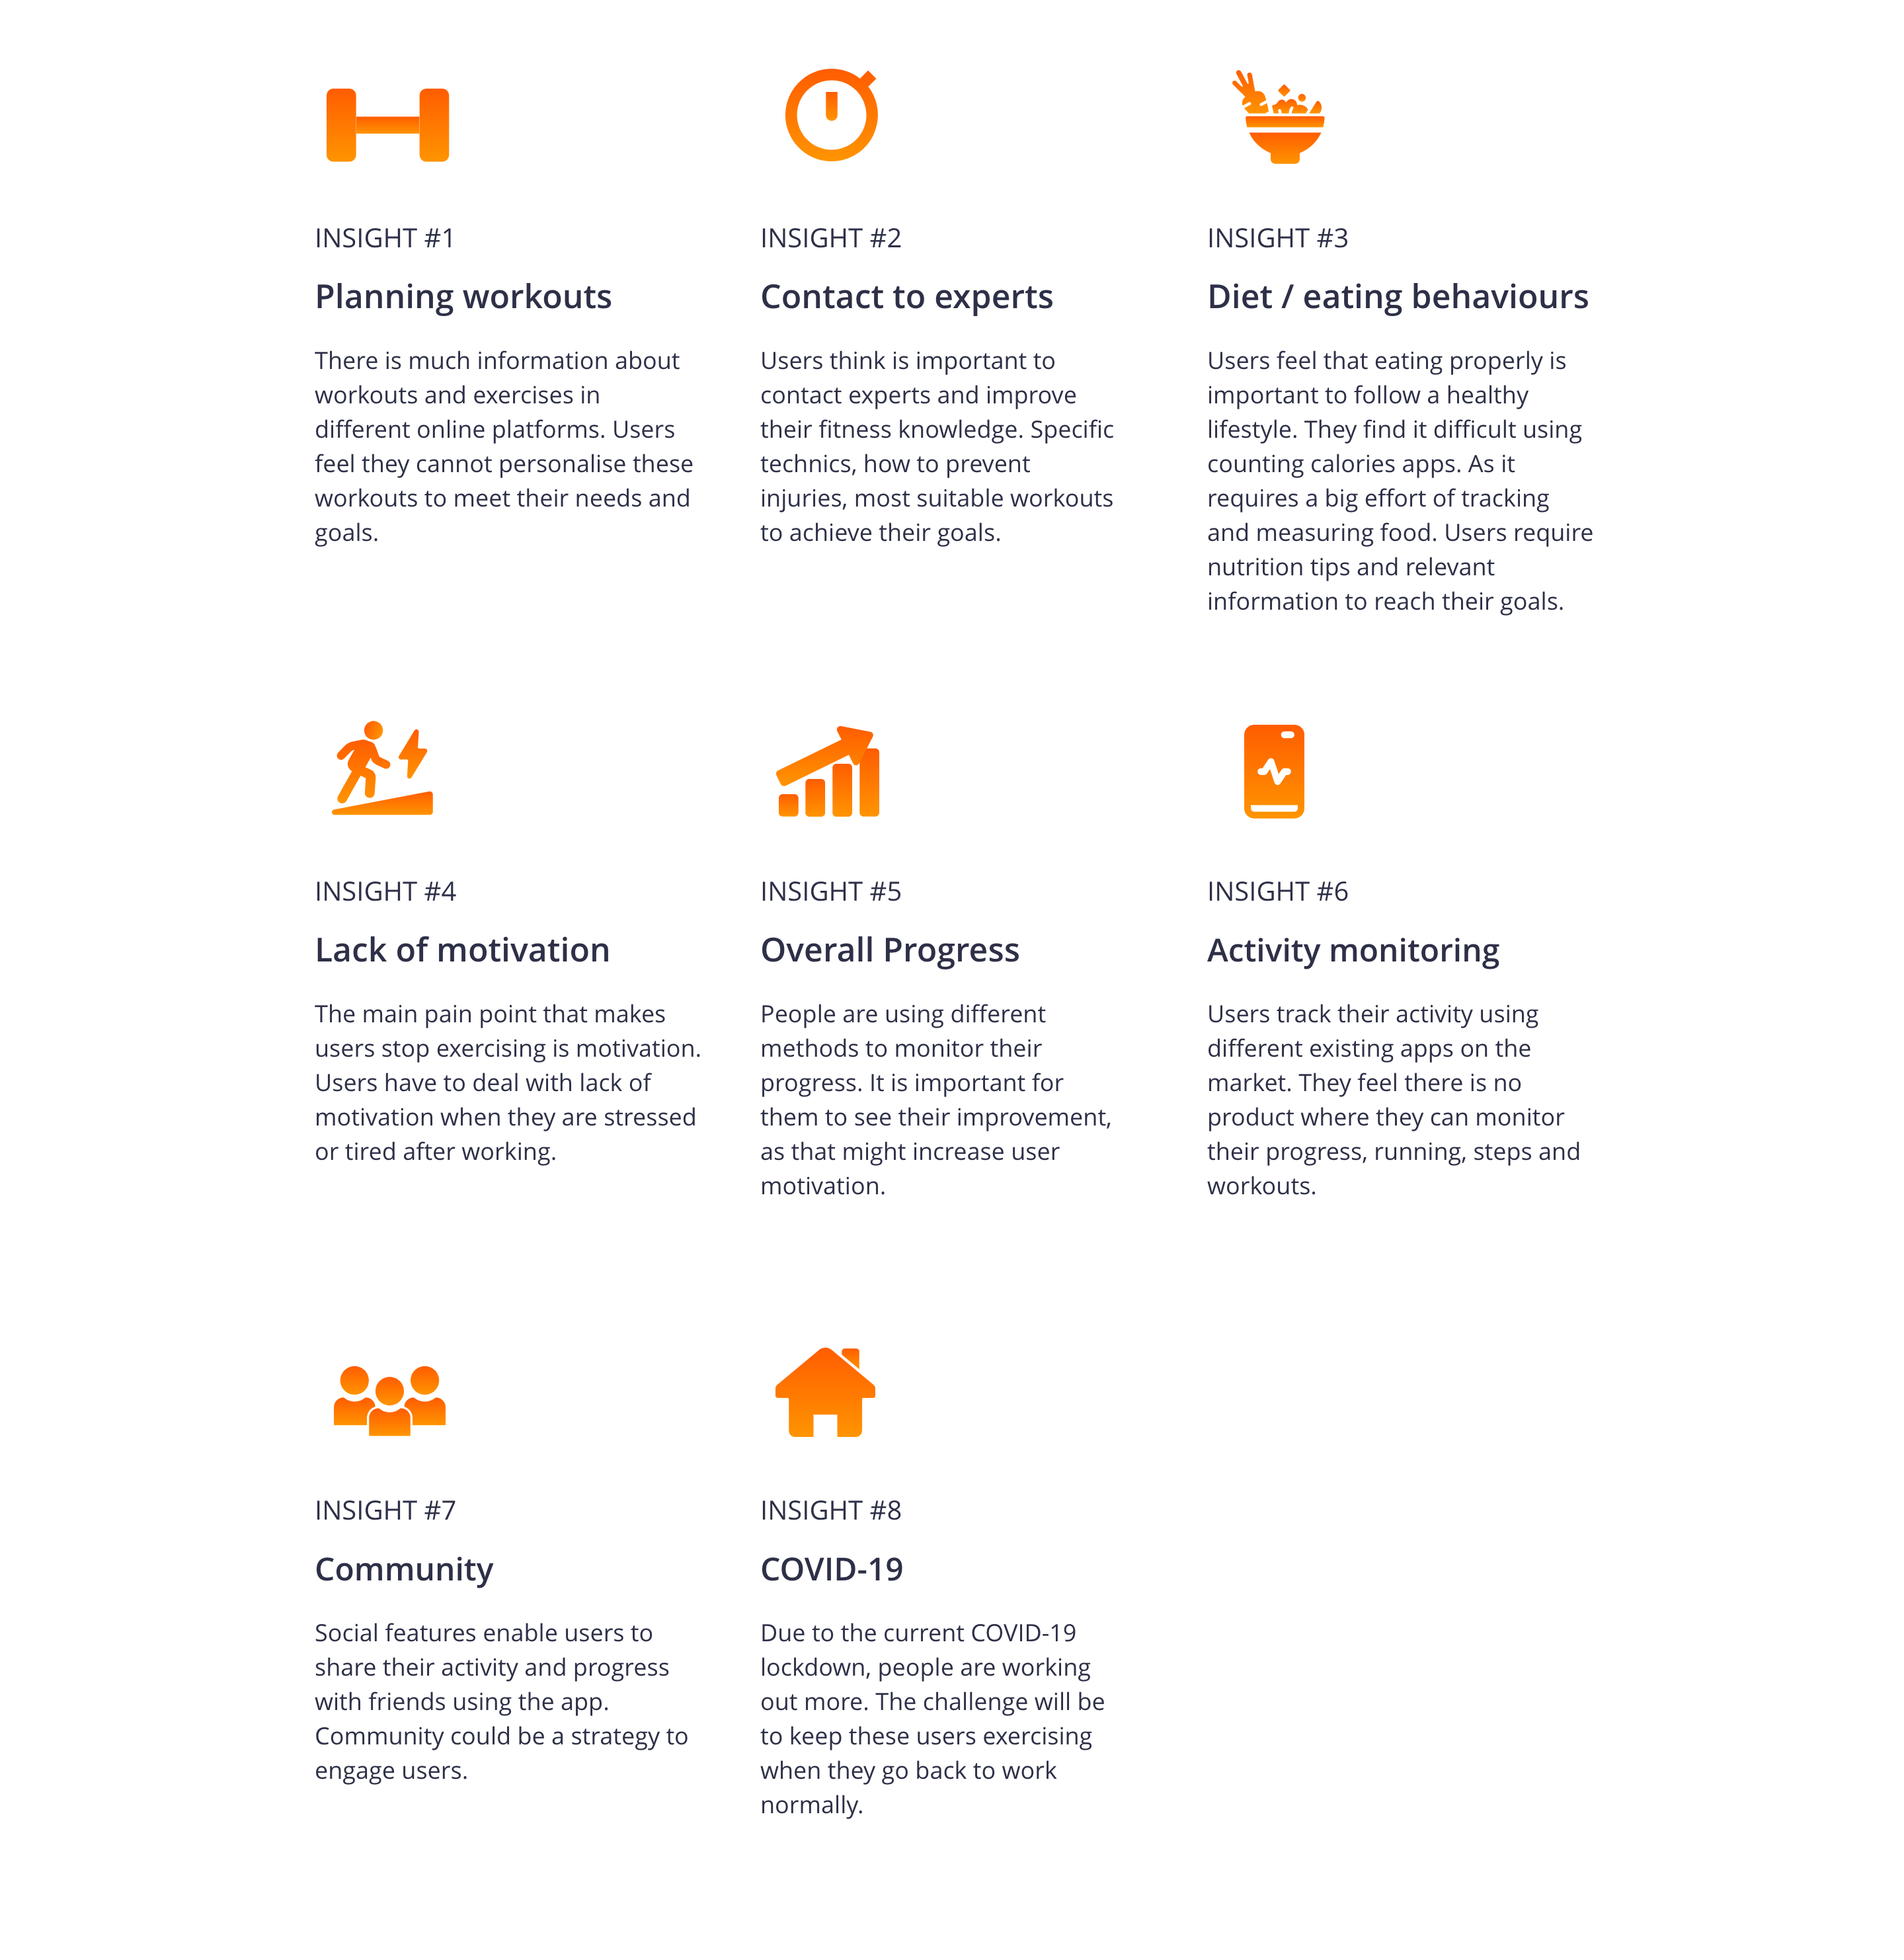 INSIGHT #1
Planning workouts
There is much information about
workouts and exercises in
different online platforms. Users
feel they cannot personalise these
workouts to meet their needs and
goals.
INSIGHT #2
Contact to experts
Users think is important to
contact experts and improve
their fitness knowledge. Specific
technics, how to prevent
injuries, most suitable workouts
to achieve their goals.
INSIGHT #3
Diet / eating behaviours
Users feel that eating properly is
important to follow a healthy
lifestyle. They find it difficult using
counting calories apps. As it
requires a big effort of tracking
and measuring food. Users require
nutrition tips and relevant
information to reach their goals.
INSIGHT #4
Lack of motivation
The main pain point that makes
users stop exercising is motivation.
Users have to deal with lack of
motivation when they are stressed
or tired after working.
INSIGHT #5
Overall Progress
People are using different
methods to monitor their
progress. It is important for
them to see their improvement,
as that might increase user
motivation.
INSIGHT #6
Activity monitoring
Users track their activity using
different existing apps on the
market. They feel there is no
product where they can monitor
their progress, running, steps and
workouts.
INSIGHT #7
Community
Social features enable users to
share their activity and progress
with friends using the app.
Community could be a strategy to
engage users.
INSIGHT #8
COVID-19
Due to the current COVID-19
lockdown, people are working
out more. The challenge will be
to keep these users exercising
when they go back to work
normally.